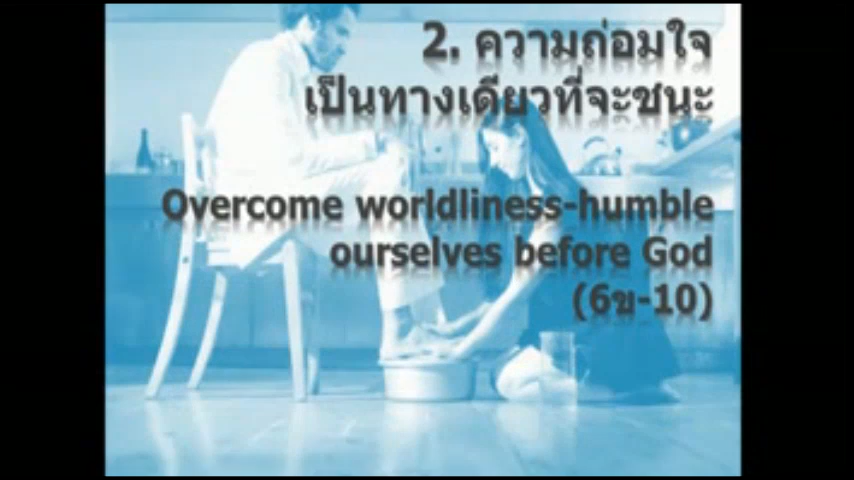 2. ความถ่อมใจ
เป็นทางเดียวที่จะชนะ
Overcome worldliness-humble
ourselves before God
(6ข-10)